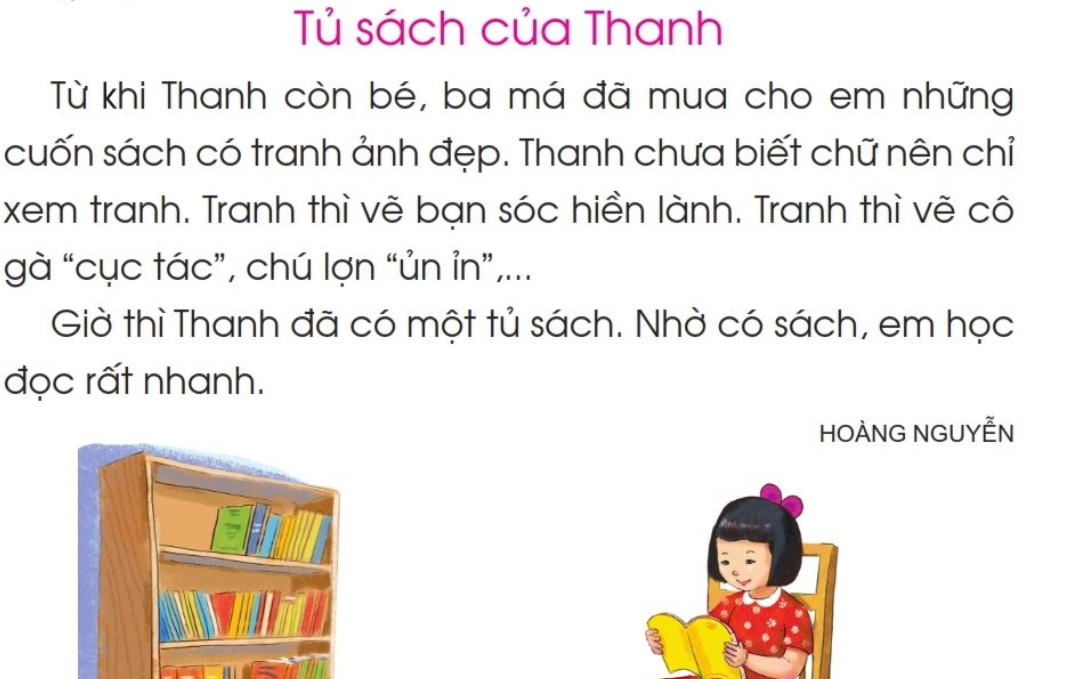 Tủ sách của Thanh
Từ khi Thanh còn bé, ba má đã mua cho em những
cuốn sách có tranh ảnh đẹp. Thanh chưa biết chữ nên chỉ
xem tranh. Tranh thì vẽ bạn sóc hiền lành. Tranh thì vẽ cô
gà “cục tác”, chú lợn “ủn ỉn”,...
Giờ thì Thanh đã có một tủ sách. Nhờ có sách, em học
đọc rất nhanh.
HOÀNG NGUYỄN